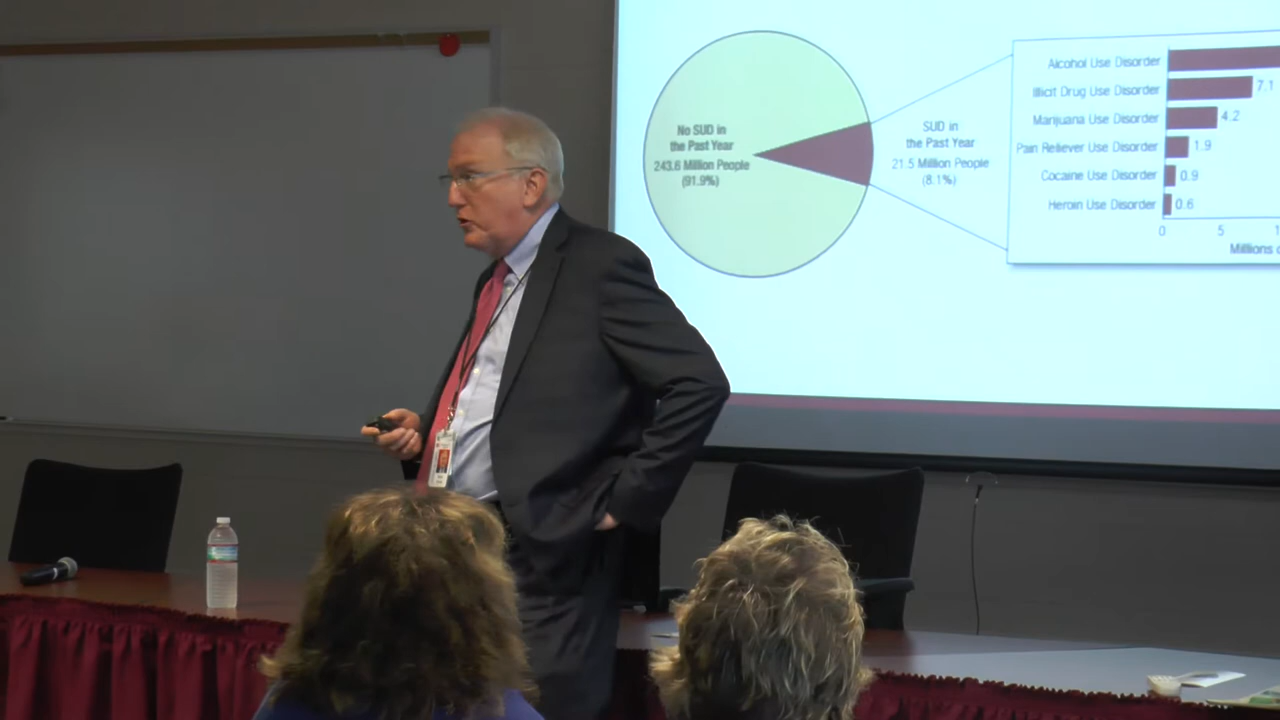 No SUD in
the Past Year
243.6 Million People
(91.9%)
SUD in
the Past Year
21.5 Million People
(8.1%)
Alcohol Use Disorder
Illicit Drug Use Disorder 7.1
Marijuana Use Disorder 4.2
Pain Reliever Use Disorder 1.9
Cocaine Use Disorder 0.9
Heroin Use Disorder 0.6
0 5 1
Millions